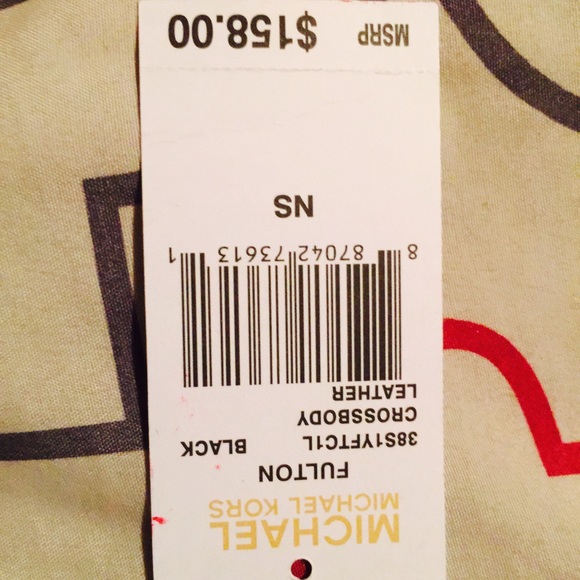 MICHAEL
MICHAEL KORS
FULTON
38S1YFTC1L BLACK
CROSSBODY
LEATHER
8 87042 73613 1
NS
MSRP $158.00